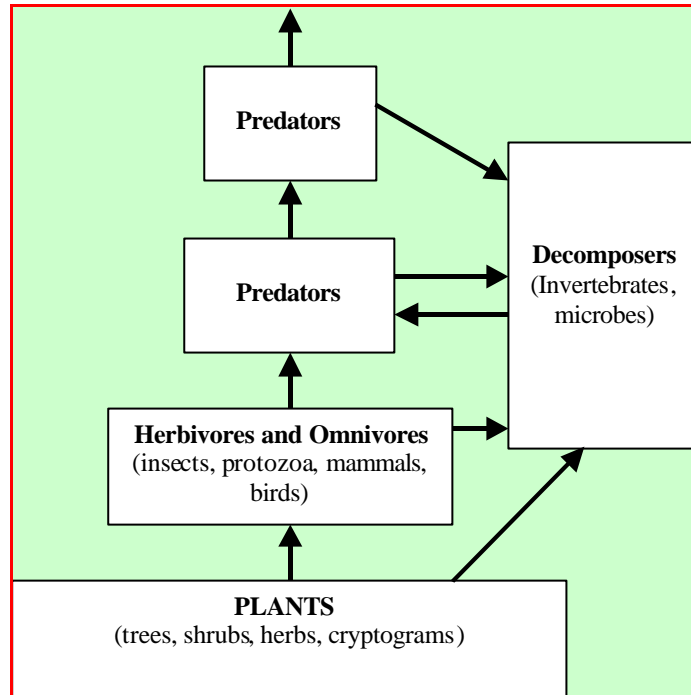 Predators
Predators
Decomposers
(Invertebrates,
microbes)
Herbivores and Omnivores
(insects, protozoa, mammals,
birds)
PLANTS
(trees, shrubs, herbs, cryptograms)